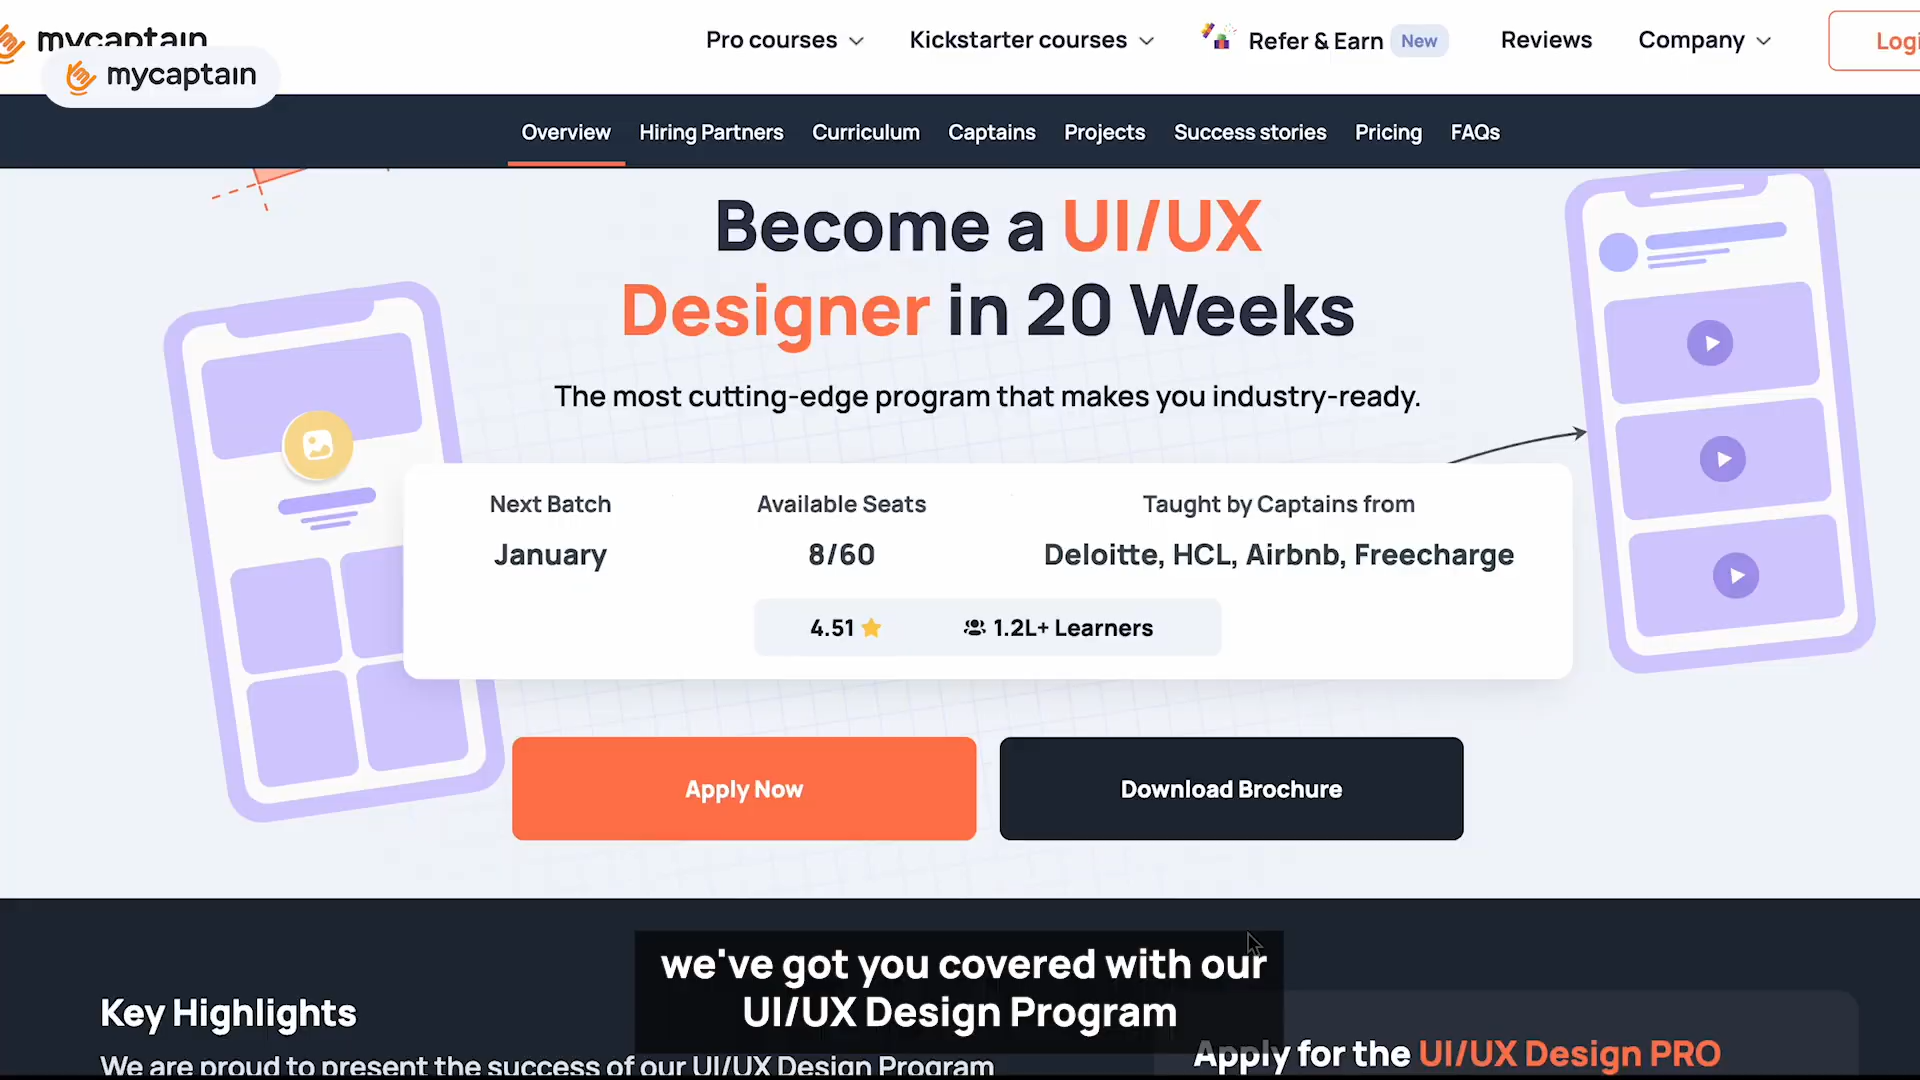 mycaptain
mycaptain
Pro courses
Kickstarter courses
Refer & Earn New
Reviews
Company
Logi
Overview
Hiring Partners
Curriculum
Captains
Projects
Success stories
Pricing
FAQs
Become a UI/UX
Designer in 20 Weeks
The most cutting-edge program that makes you industry-ready.
Next Batch
January
Available Seats
8/60
Taught by Captains from
Deloitte, HCL, Airbnb, Freecharge
4.51
1.2L+ Learners
Apply Now
Download Brochure
we've got you covered with our
UI/UX Design Program
Key Highlights
We are proud to present the success of our UI/UX Design Program
Apply for the UI/UX Design PRO